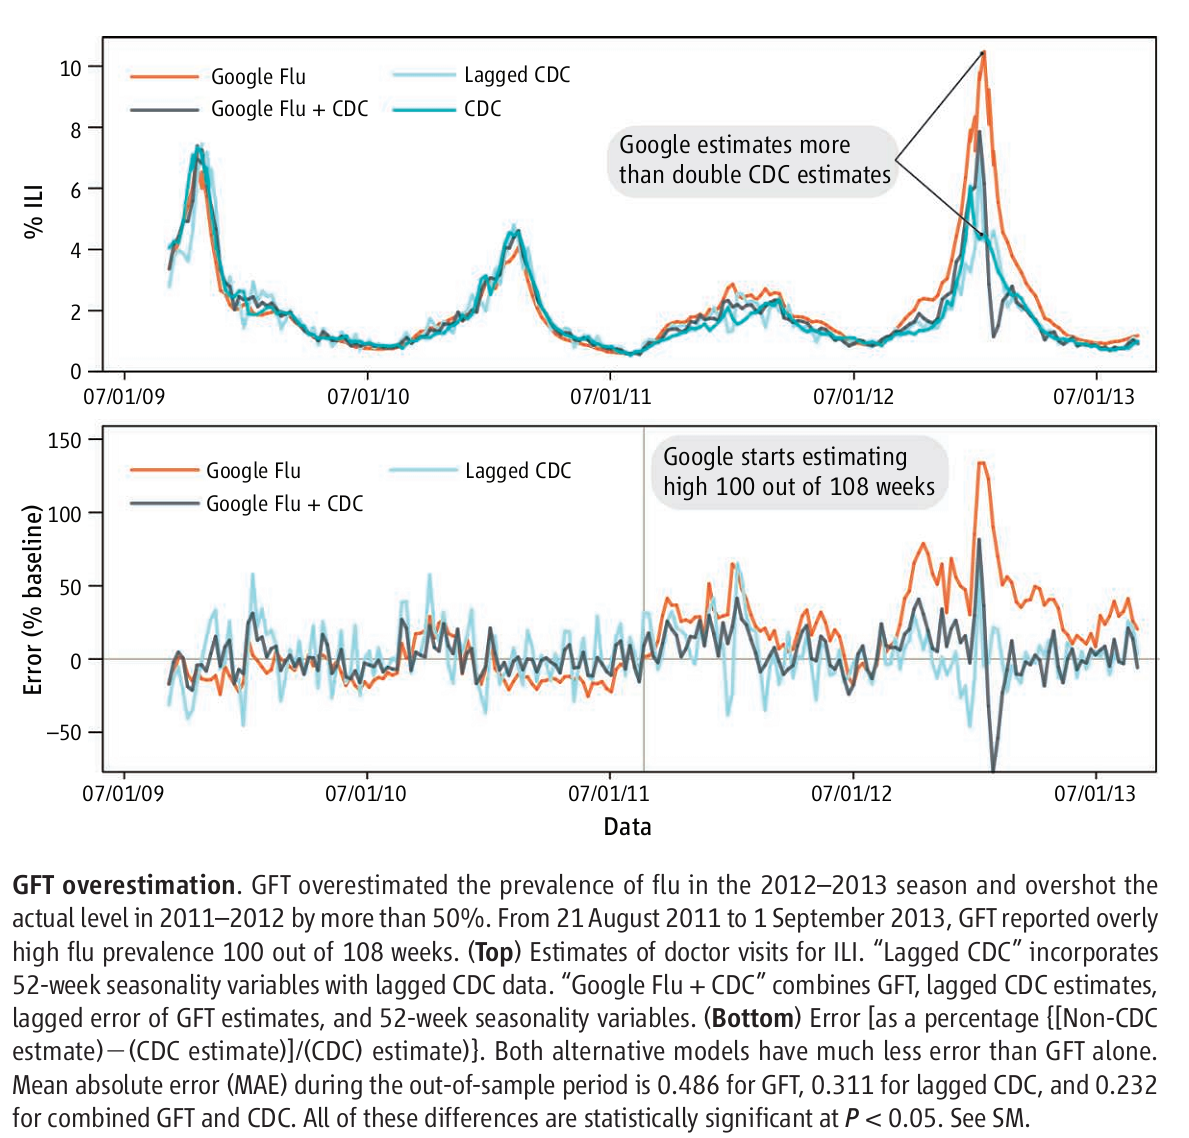 10
8
6
4
2
0
% ILI
Google Flu
Lagged CDC
Google Flu + CDC
CDC
Google estimates more
than double CDC estimates
07/01/09
07/01/10
07/01/11
07/01/12
07/01/13
150
100
50
0
–50
Error (% baseline)
Google Flu
Lagged CDC
Google Flu + CDC
Google starts estimating
high 100 out of 108 weeks
07/01/09
07/01/10
07/01/11
07/01/12
07/01/13
Data
GFT overestimation. GFT overestimated the prevalence of flu in the 2012–2013 season and overshot the
actual level in 2011–2012 by more than 50%. From 21 August 2011 to 1 September 2013, GFT reported overly
high flu prevalence 100 out of 108 weeks. (Top) Estimates of doctor visits for ILI. “Lagged CDC” incorporates
52-week seasonality variables with lagged CDC data. “Google Flu + CDC” combines GFT, lagged CDC estimates,
lagged error of GFT estimates, and 52-week seasonality variables. (Bottom) Error [as a percentage {[Non-CDC
estmate)−(CDC estimate)]/(CDC) estimate)}. Both alternative models have much less error than GFT alone.
Mean absolute error (MAE) during the out-of-sample period is 0.486 for GFT, 0.311 for lagged CDC, and 0.232
for combined GFT and CDC. All of these differences are statistically significant at P < 0.05. See SM.